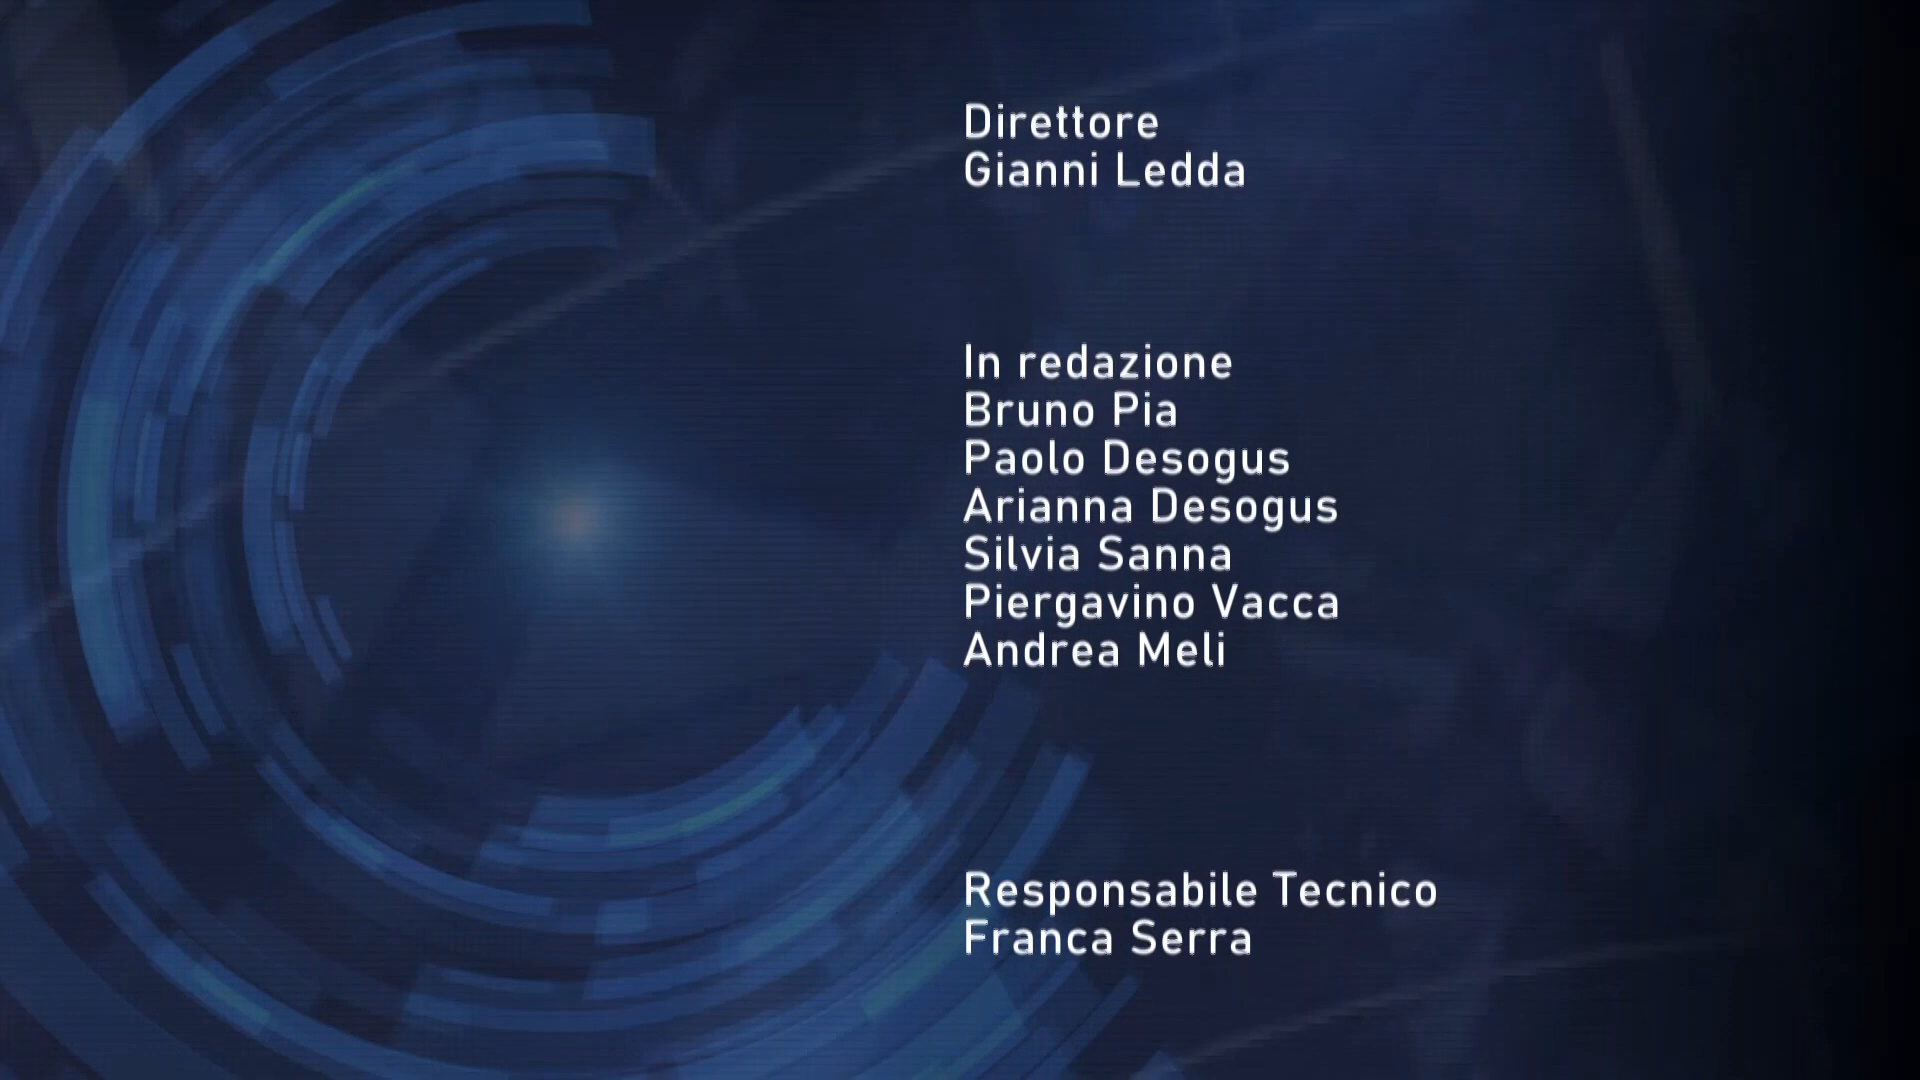 Direttore
Gianni Ledda
In redazione
Bruno Pia
Paolo Desogus
Arianna Desogus
Silvia Sanna
Piergavino Vacca
Andrea Meli
Responsabile Tecnico
Franca Serra